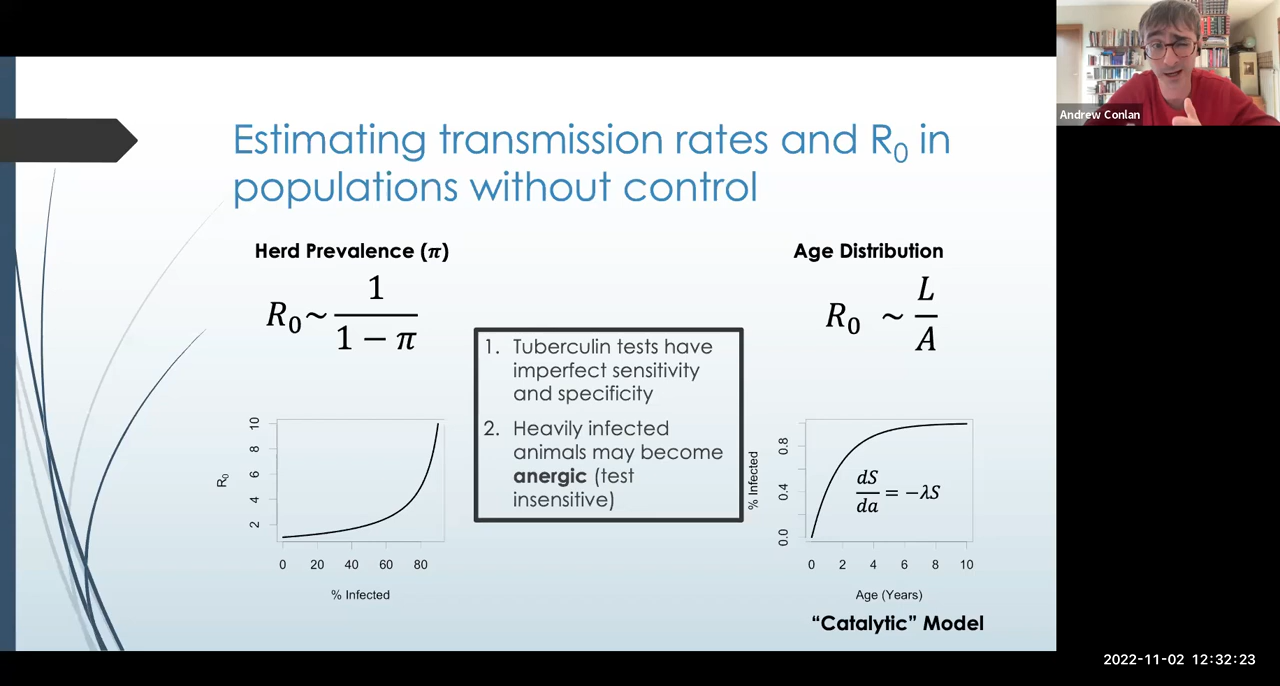 Andrew Conlan
Estimating transmission rates and R₀ in
populations without control
Herd Prevalence (π)
R₀~ 1 / (1 − π)
Age Distribution
R₀ ~ L / A
1. Tuberculin tests have
imperfect sensitivity
and specificity
2. Heavily infected
animals may become
anergic (test
insensitive)
R₀
10
8
6
4
2
0 20 40 60 80
% Infected
% Infected
0.8
0.4
0.0
dS/da = −λS
0 2 4 6 8 10
Age (Years)
“Catalytic” Model
2022-11-02 12:32:23